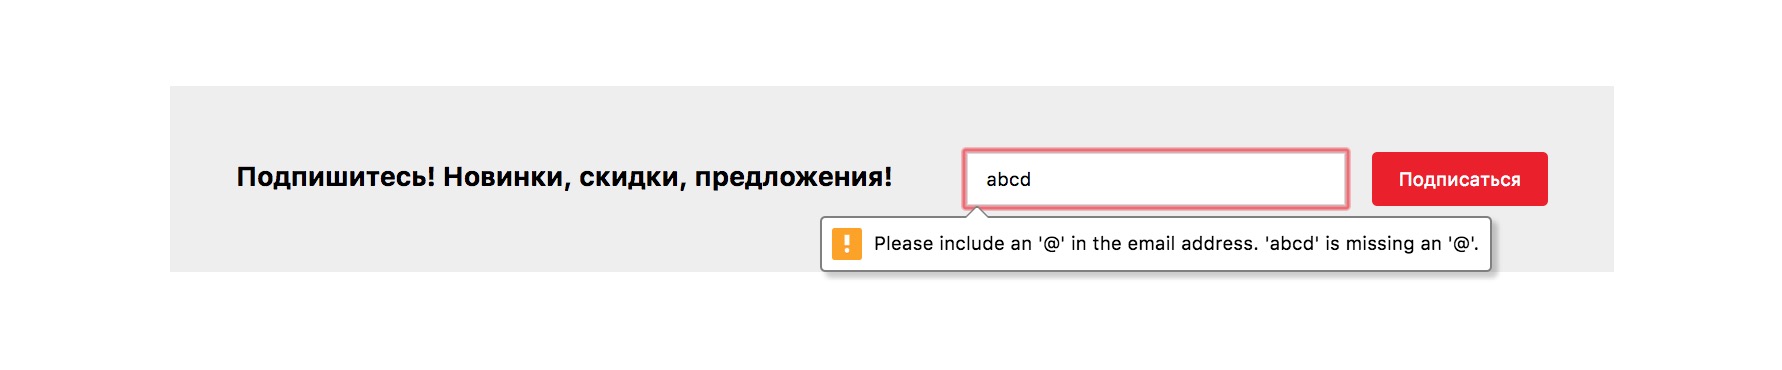 Подпишитесь! Новинки, скидки, предложения!
abcd
Подписаться
Please include an '@' in the email address. 'abcd' is missing an '@'.